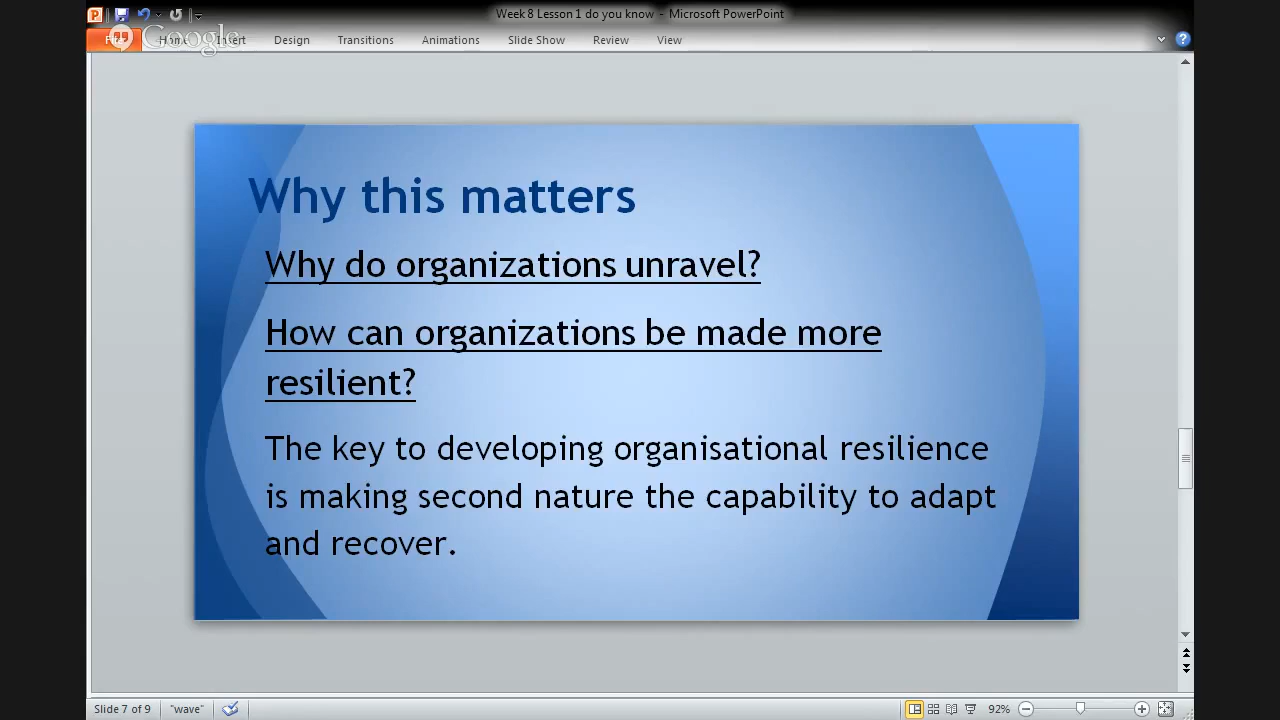 Week 8 Lesson 1 do you know - Microsoft PowerPoint
Google
File Home Insert Design Transitions Animations Slide Show Review View
Why this matters
Why do organizations unravel?
How can organizations be made more
resilient?
The key to developing organisational resilience
is making second nature the capability to adapt
and recover.
Slide 7 of 9 "wave" 92%